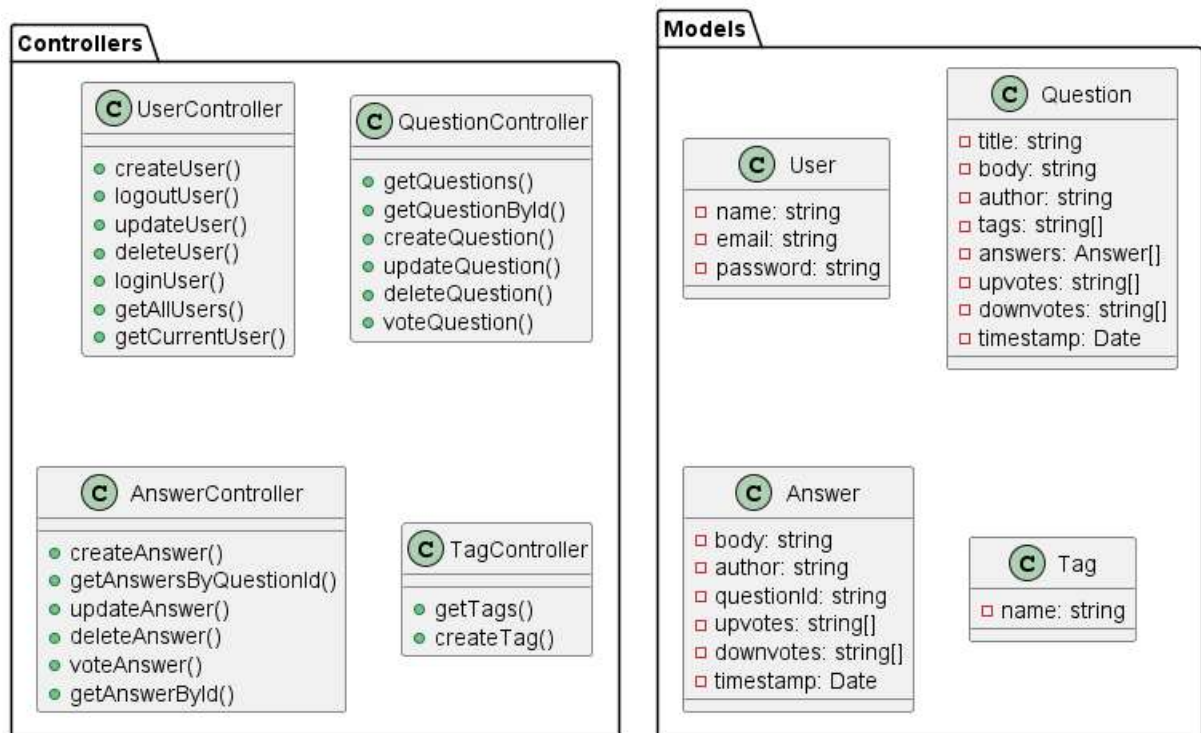 Controllers
C UserController
createUser()
logoutUser()
updateUser()
deleteUser()
loginUser()
getAllUsers()
getCurrentUser()
C QuestionController
getQuestions()
getQuestionById()
createQuestion()
updateQuestion()
deleteQuestion()
voteQuestion()
C AnswerController
createAnswer()
getAnswersByQuestionId()
updateAnswer()
deleteAnswer()
voteAnswer()
getAnswerById()
C TagController
getTags()
createTag()
Models
C User
name: string
email: string
password: string
C Question
title: string
body: string
author: string
tags: string[]
answers: Answer[]
upvotes: string[]
downvotes: string[]
timestamp: Date
C Answer
body: string
author: string
questionId: string
upvotes: string[]
downvotes: string[]
timestamp: Date
C Tag
name: string